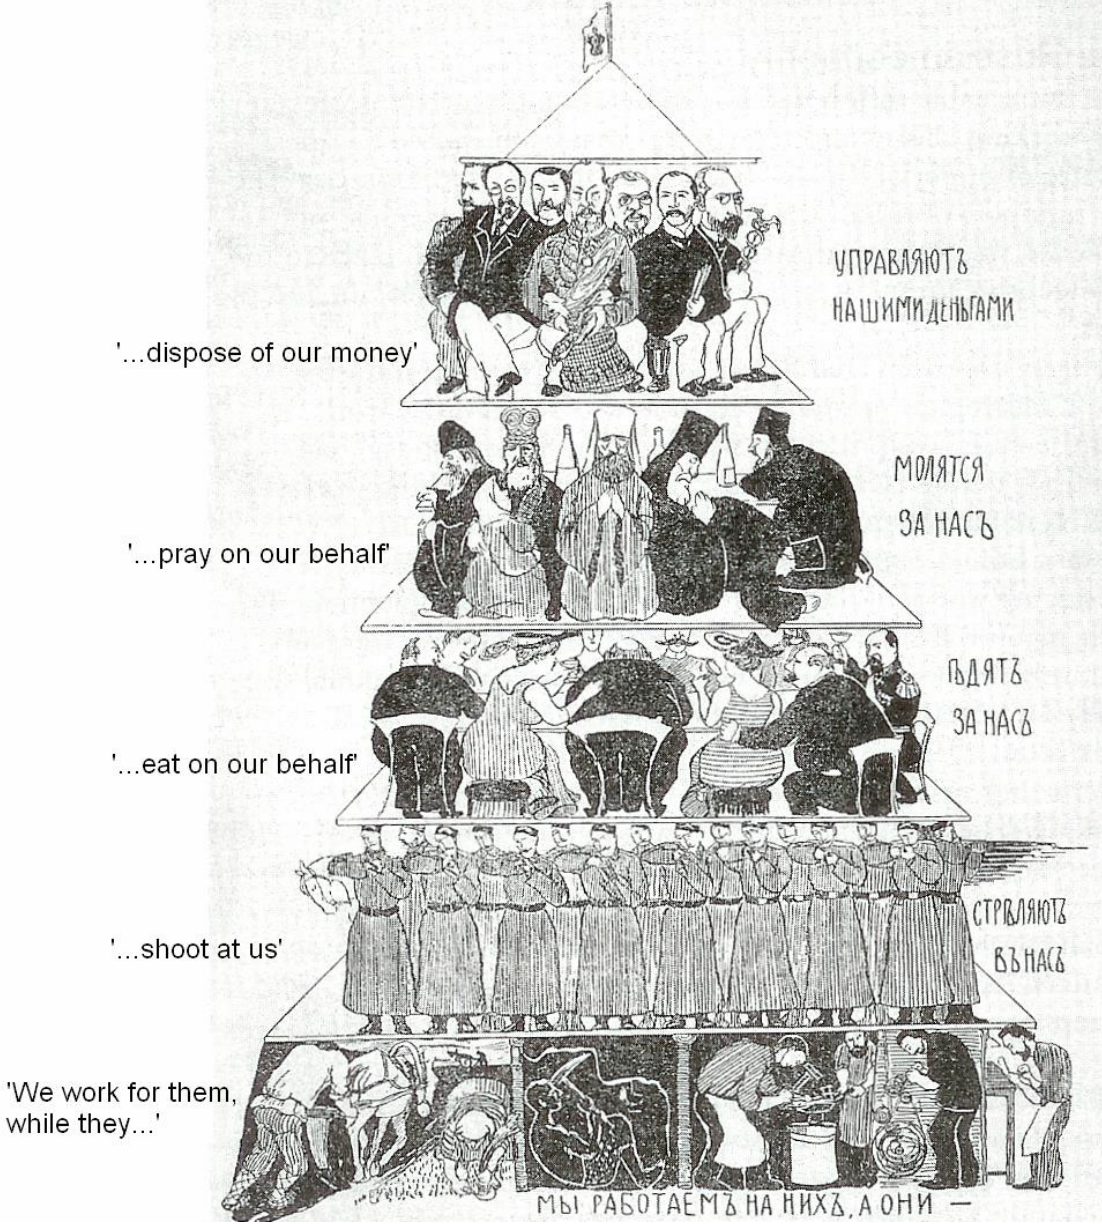 УПРАВЛЯЮТЪ
НАШИМИ ДЕНЬГАМИ
'...dispose of our money'
МОЛЯТСЯ
ЗА НАСЪ
'...pray on our behalf'
ѢДЯТЪ
ЗА НАСЪ
'...eat on our behalf'
СТРѢЛЯЮТЪ
ВЪ НАСЪ
'...shoot at us'
'We work for them,
while they...'
МЫ РАБОТАЕМЪ НА НИХЪ, А ОНИ —